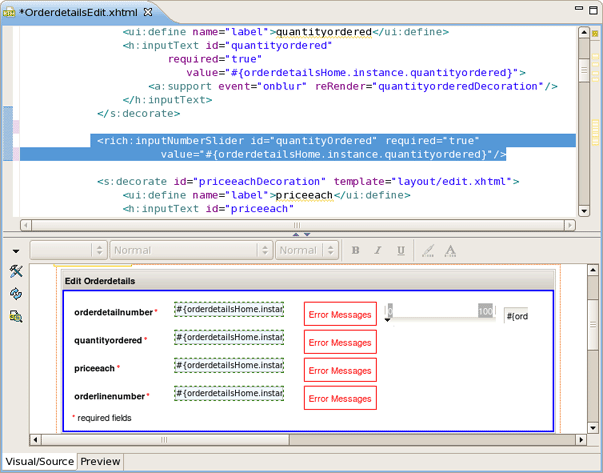 *OrderdetailsEdit.xhtml
<ui:define name="label">quantityordered</ui:define>
<h:inputText id="quantityordered"
required="true"
value="#{orderdetailsHome.instance.quantityordered}">
<a:support event="onblur" reRender="quantityorderedDecoration"/>
</h:inputText>
</s:decorate>
<rich:inputNumberSlider id="quantityOrdered" required="true"
value="#{orderdetailsHome.instance.quantityordered}"/>
<s:decorate id="priceeachDecoration" template="layout/edit.xhtml">
<ui:define name="label">priceeach</ui:define>
<h:inputText id="priceeach"
Normal Normal B I U A
Edit Orderdetails
orderdetailnumber* #{orderdetailsHome.instan Error Messages 0 100 #{ord
quantityordered* #{orderdetailsHome.instan Error Messages
priceeach* #{orderdetailsHome.instan Error Messages
orderlinenumber* #{orderdetailsHome.instan Error Messages
* required fields
Visual/Source Preview